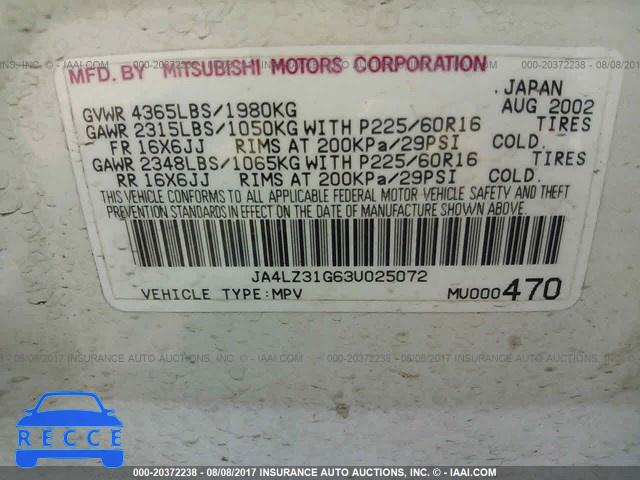 MFD. BY MITSUBISHI MOTORS CORPORATION
JAPAN
GVWR 4365LBS/1980KG AUG 2002
GAWR 2315LBS/1050KG WITH P225/60R16 TIRES
FR 16X6JJ RIMS AT 200KPa/29PSI COLD.
GAWR 2348LBS/1065KG WITH P225/60R16 TIRES
RR 16X6JJ RIMS AT 200KPa/29PSI COLD.
THIS VEHICLE CONFORMS TO ALL APPLICABLE FEDERAL MOTOR VEHICLE SAFETY AND THEFT
PREVENTION STANDARDS IN EFFECT ON THE DATE OF MANUFACTURE SHOWN ABOVE.
JA4LZ31G63U025072
VEHICLE TYPE:MPV MU000470
000-20372238 - 08/08/2017 INSURANCE AUTO AUCTIONS, INC. - IAAI.COM